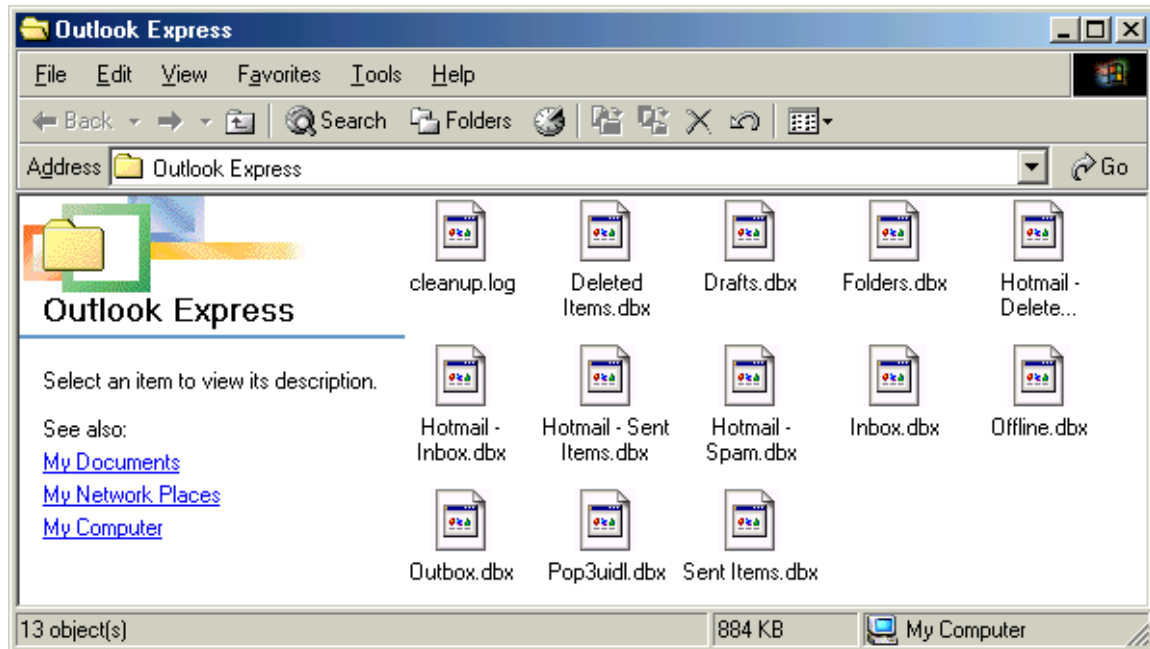 Outlook Express
File Edit View Favorites Tools Help
Back Search Folders
Address Outlook Express Go
Outlook Express
Select an item to view its description.
See also:
My Documents
My Network Places
My Computer
cleanup.log
Deleted
Items.dbx
Drafts.dbx
Folders.dbx
Hotmail -
Delete...
Hotmail -
Inbox.dbx
Hotmail - Sent
Items.dbx
Hotmail -
Spam.dbx
Inbox.dbx
Offline.dbx
Outbox.dbx
Pop3uidl.dbx
Sent Items.dbx
13 object(s) 884 KB My Computer